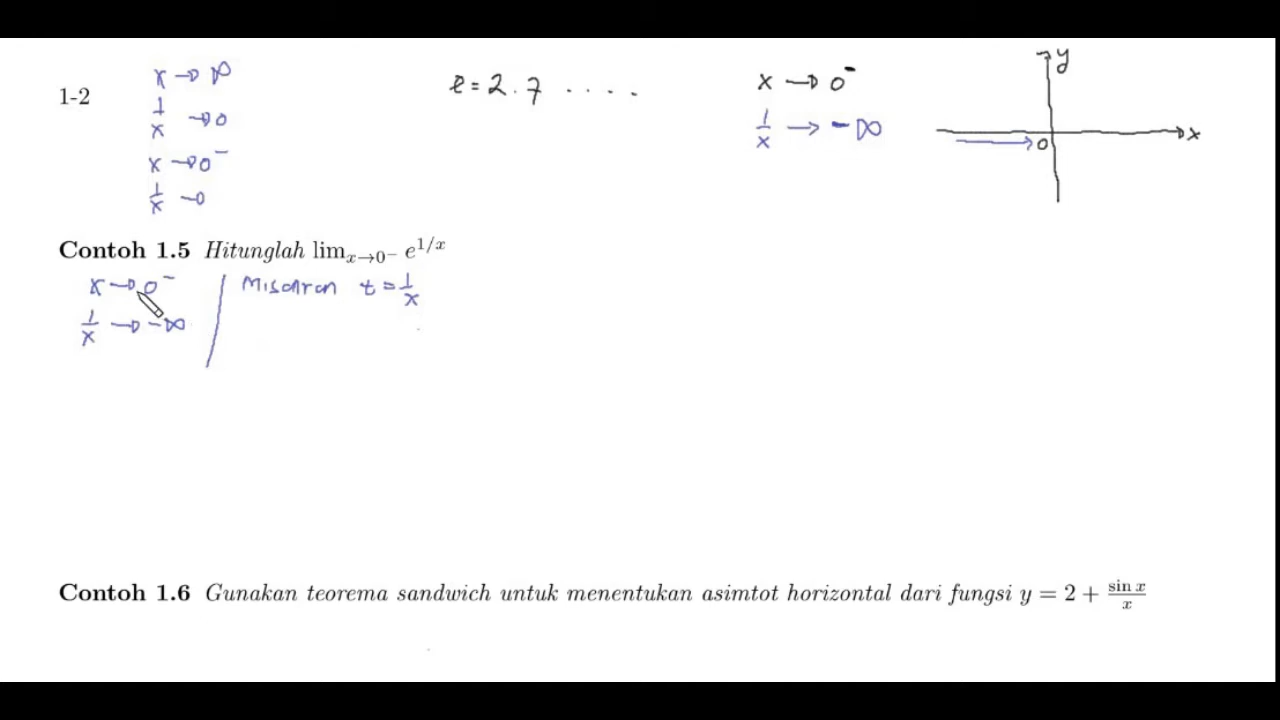 1-2
x → ∞
1/x → 0
x → 0⁻
1/x → 0
e = 2.7 .....
x → 0⁻
1/x → -∞
y
x
0
Contoh 1.5 Hitunglah lim_{x→0⁻} e^{1/x}
x → 0⁻
1/x → -∞
Misalkan t = 1/x
Contoh 1.6 Gunakan teorema sandwich untuk menentukan asimtot horizontal dari fungsi y = 2 + sin x/x